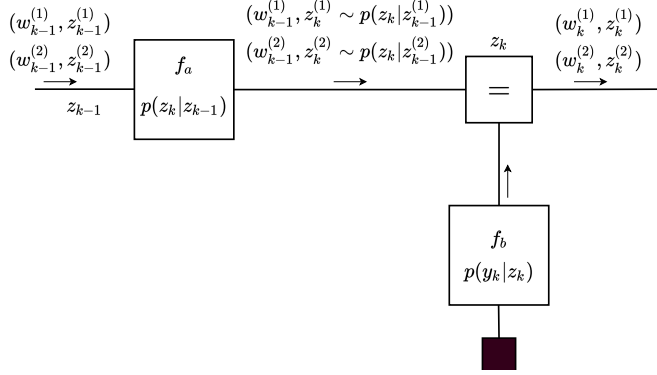 (w_{k-1}^{(1)}, z_{k-1}^{(1)})
(w_{k-1}^{(2)}, z_{k-1}^{(2)})
z_{k-1}
f_a
p(z_k|z_{k-1})
(w_{k-1}^{(1)}, z_k^{(1)} ∼ p(z_k|z_{k-1}^{(1)}))
(w_{k-1}^{(2)}, z_k^{(2)} ∼ p(z_k|z_{k-1}^{(2)}))
z_k
=
(w_k^{(1)}, z_k^{(1)})
(w_k^{(2)}, z_k^{(2)})
f_b
p(y_k|z_k)